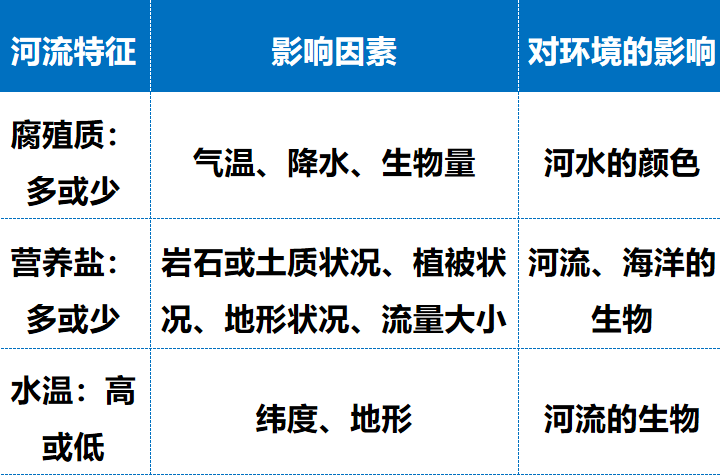 河流特征 影响因素 对环境的影响
腐殖质：
多或少
气温、降水、生物量
河水的颜色
营养盐：
多或少
岩石或土质状况、植被状
况、地形状况、流量大小
河流、海洋的
生物
水温：高
或低
纬度、地形
河流的生物